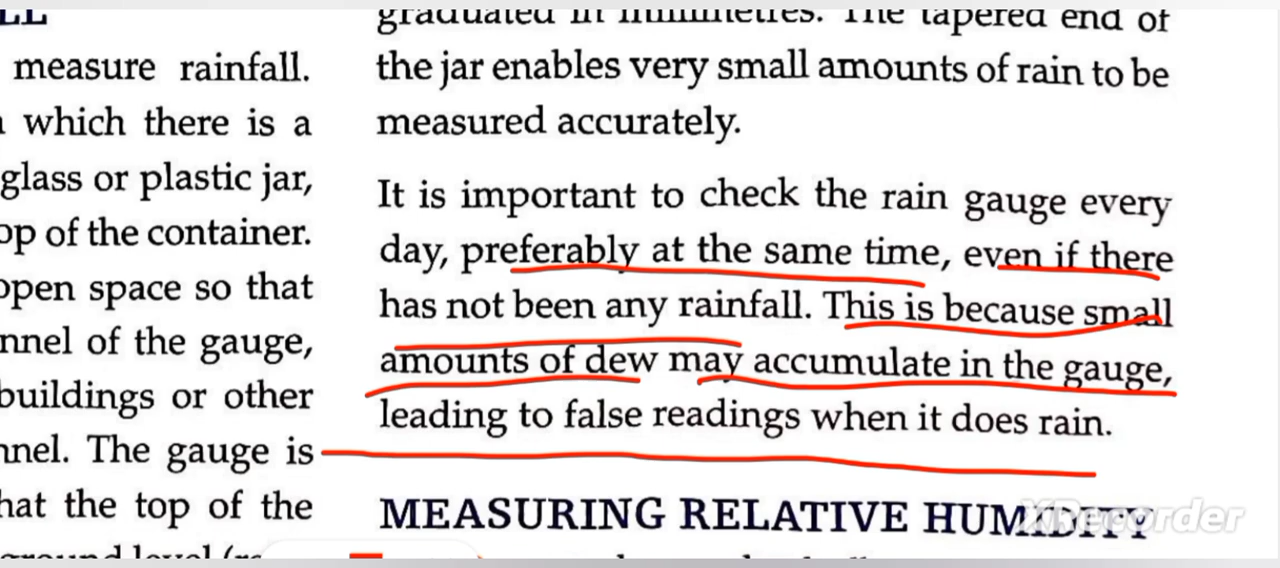 LL
measure rainfall.
which there is a
glass or plastic jar,
op of the container.
open space so that
nnel of the gauge,
buildings or other
nnel. The gauge is
hat the top of the
ground level
graduated in millimetres. The tapered end of
the jar enables very small amounts of rain to be
measured accurately.
It is important to check the rain gauge every
day, preferably at the same time, even if there
has not been any rainfall. This is because small
amounts of dew may accumulate in the gauge,
leading to false readings when it does rain.
MEASURING RELATIVE HUMIDITY
XRecorder